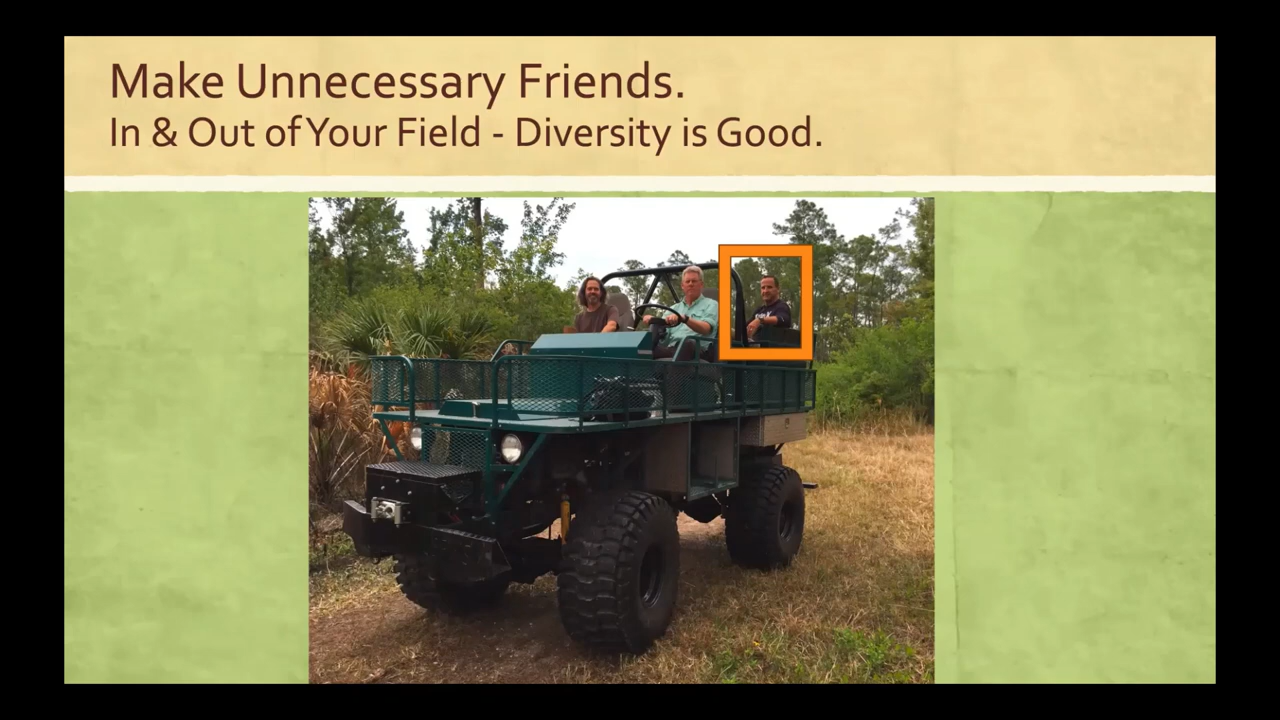 Make Unnecessary Friends.
In & Out of Your Field - Diversity is Good.